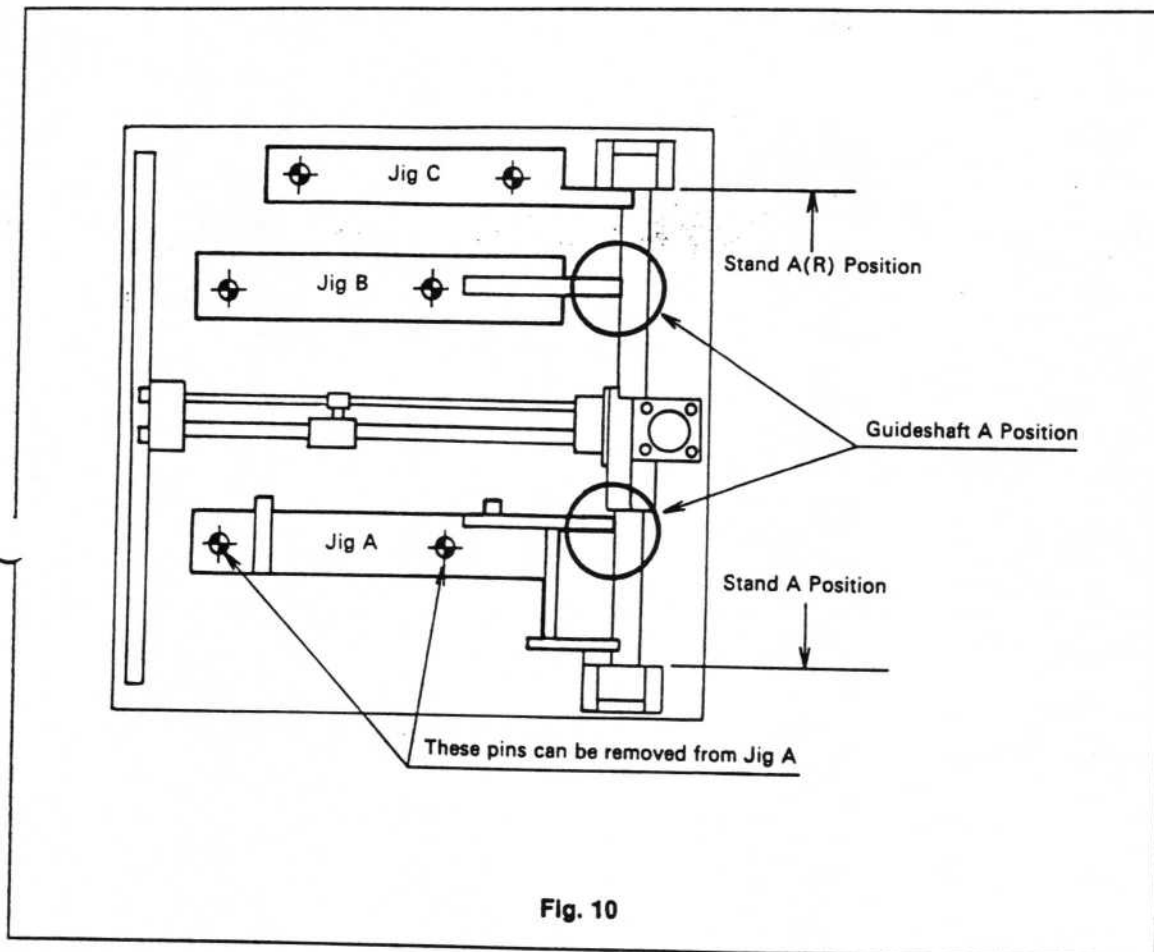 Jig C
Stand A(R) Position
Jig B
Guideshaft A Position
Jig A
Stand A Position
These pins can be removed from Jig A
Fig. 10